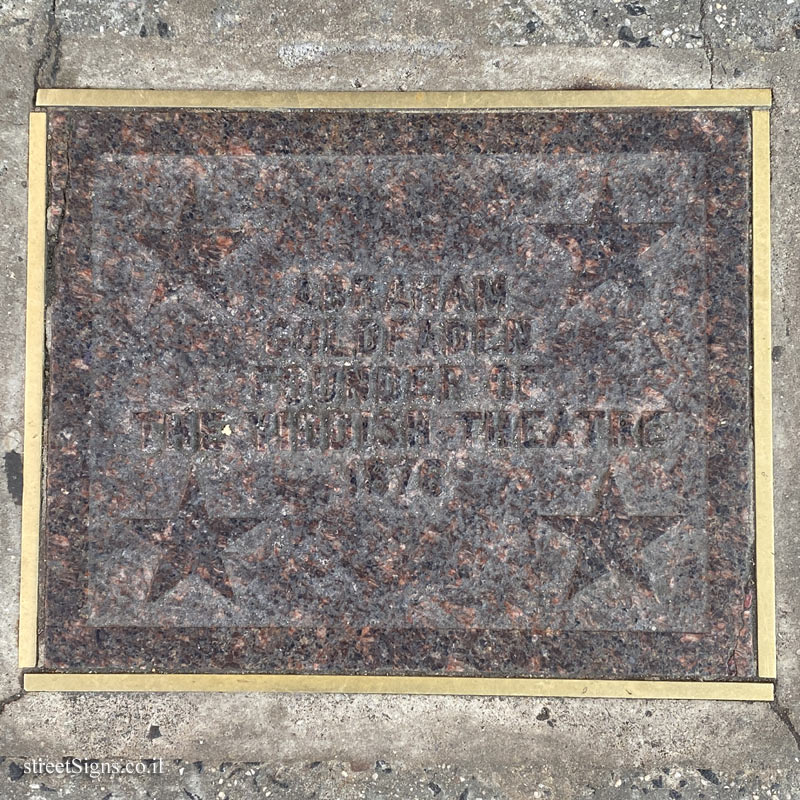 ABRAHAM
GOLDFADEN
FOUNDER OF
THE YIDDISH THEATRE
1876
streetSigns.co.il